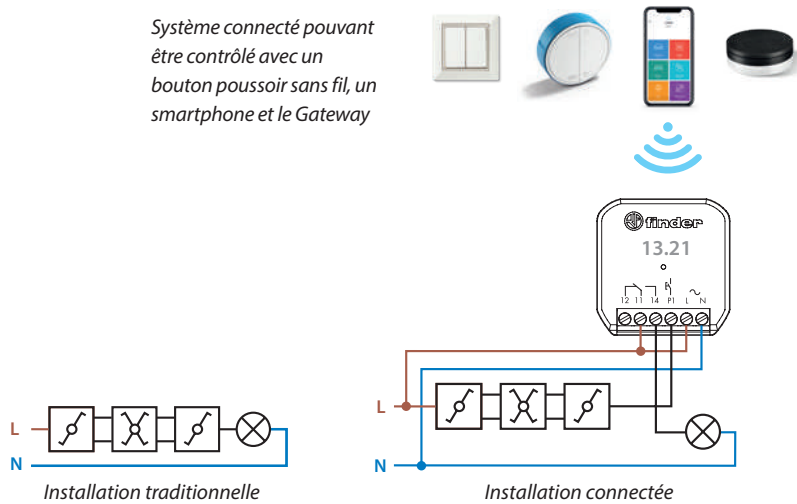 Système connecté pouvant
être contrôlé avec un
bouton poussoir sans fil, un
smartphone et le Gateway
finder
13.21
12 11 14 P1 L N
L
N
Installation traditionnelle
L
N
Installation connectée